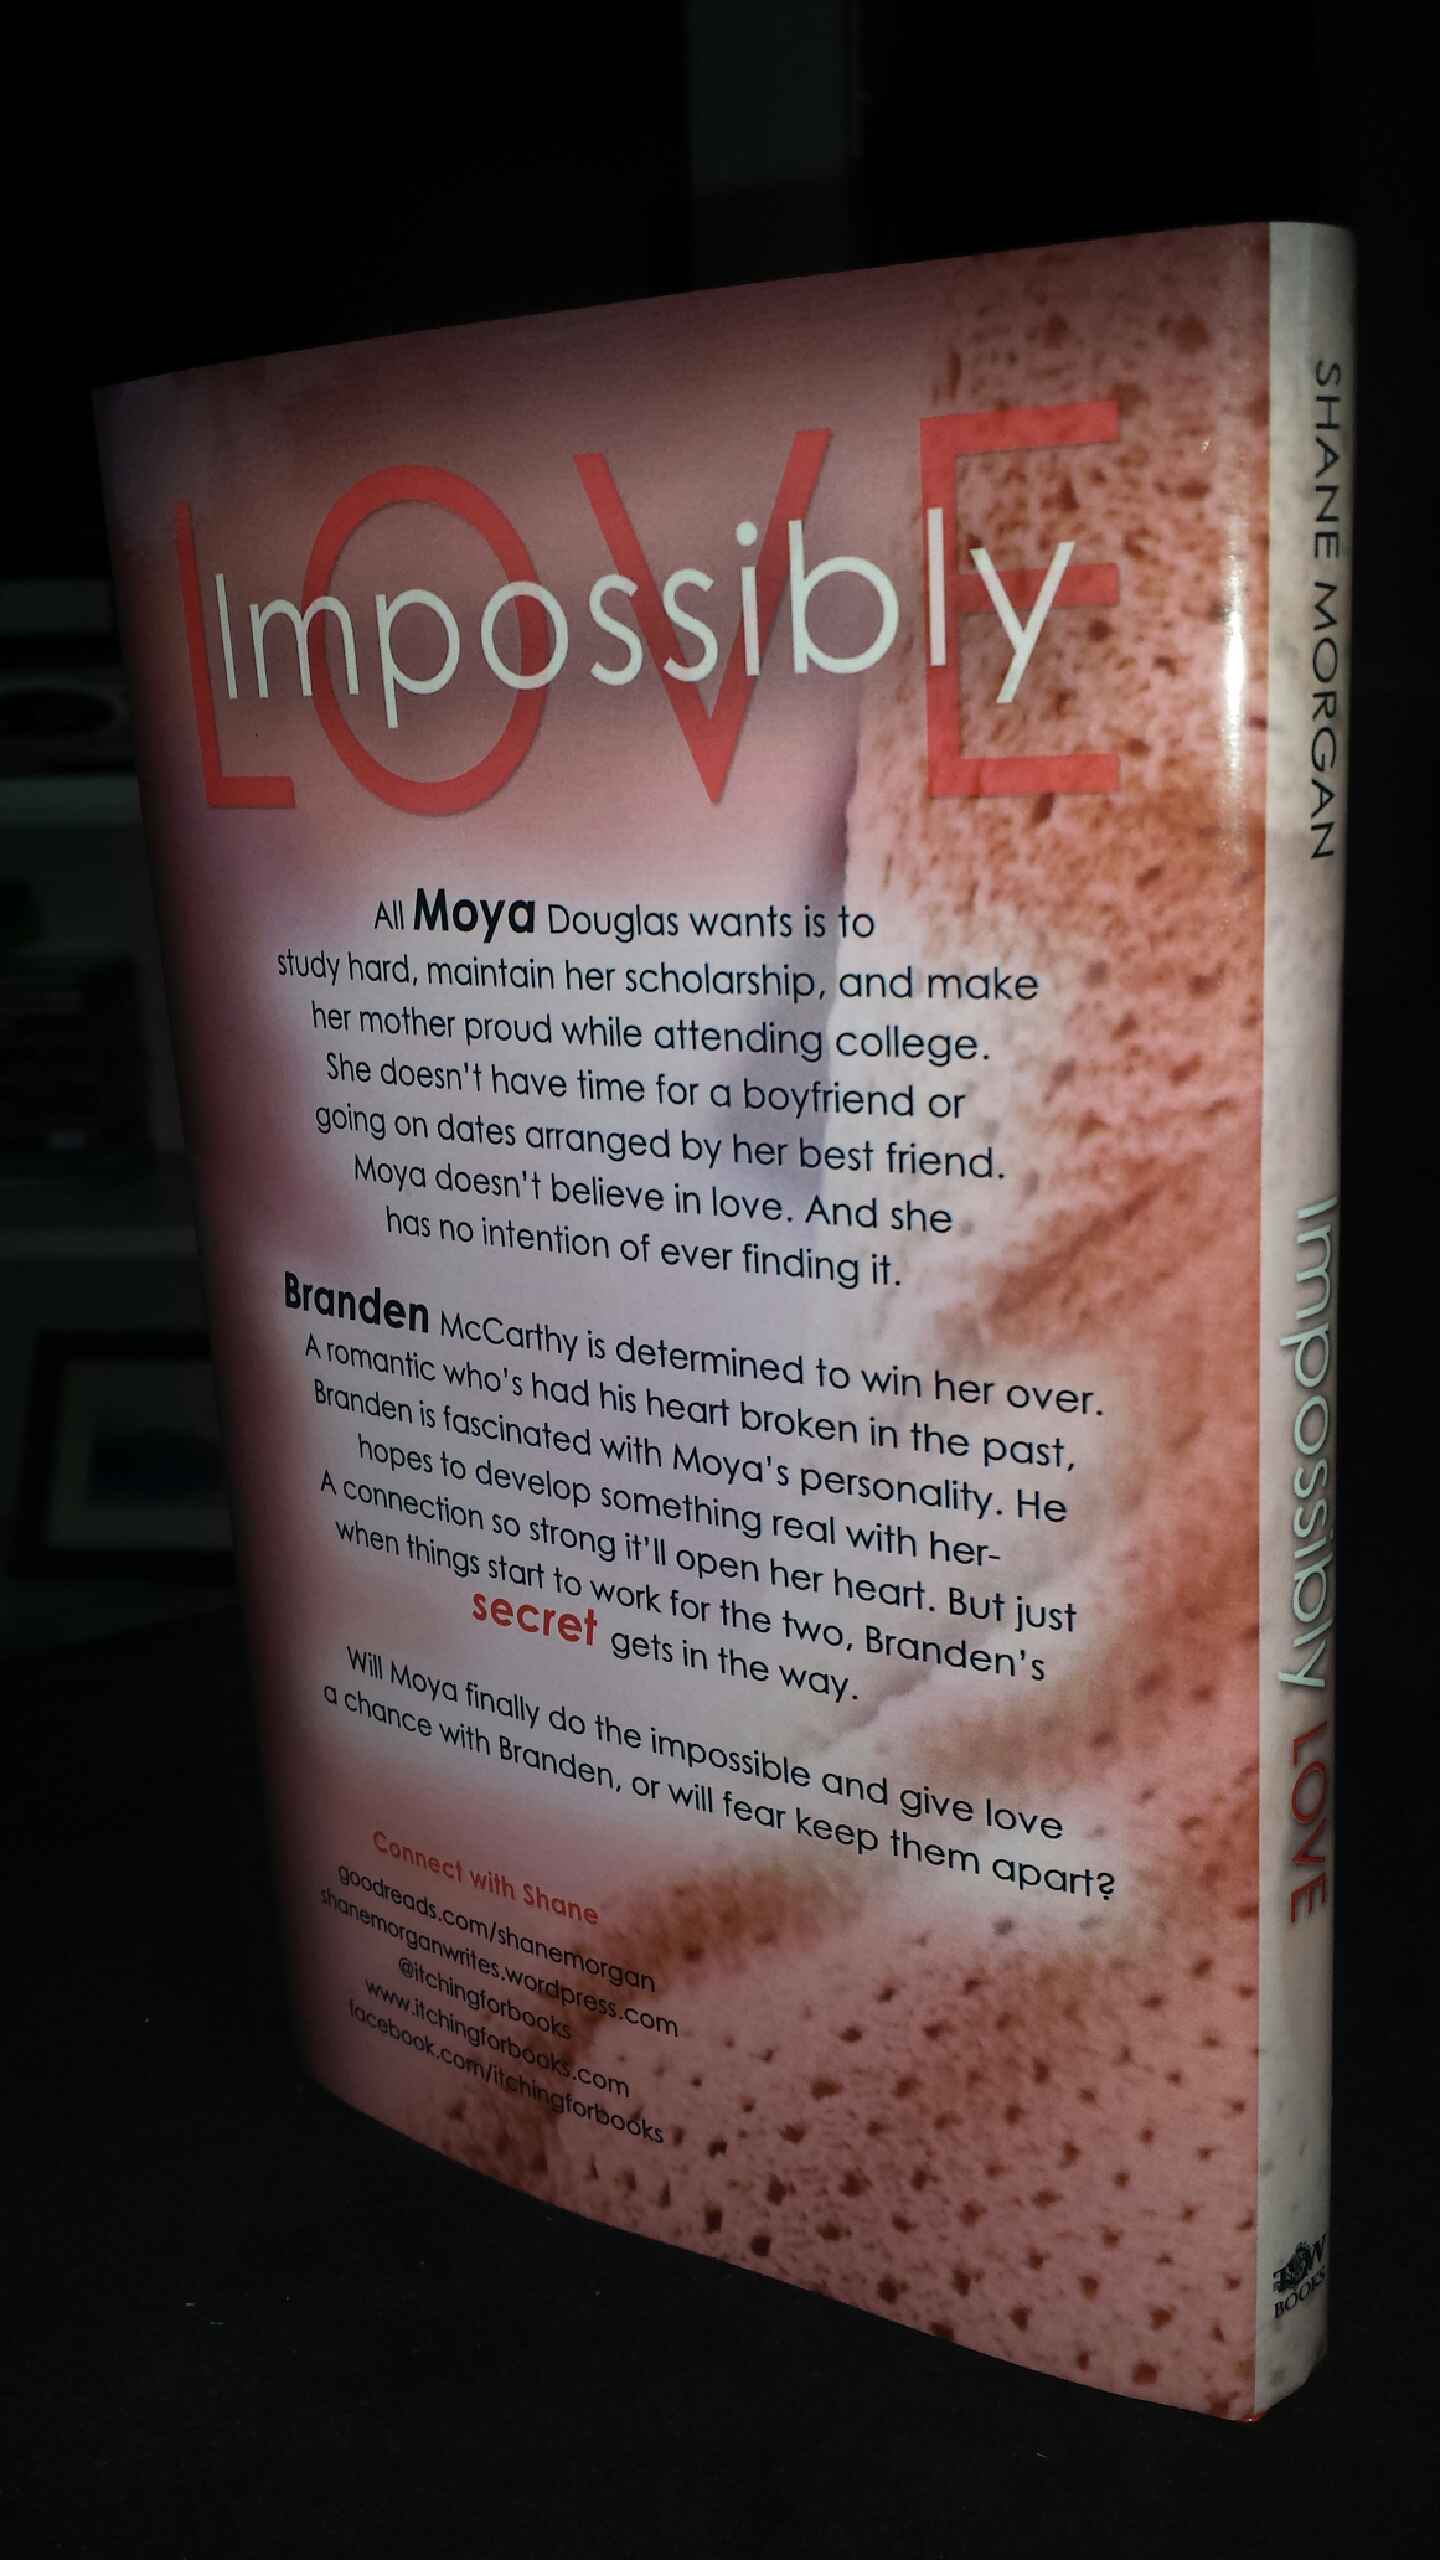 LOVE
Impossibly
All Moya Douglas wants is to
study hard, maintain her scholarship, and make
her mother proud while attending college.
She doesn't have time for a boyfriend or
going on dates arranged by her best friend.
Moya doesn't believe in love. And she
has no intention of ever finding it.
Branden McCarthy is determined to win her over.
A romantic who's had his heart broken in the past,
Branden is fascinated with Moya's personality. He
hopes to develop something real with her-
A connection so strong it'll open her heart. But just
when things start to work for the two, Branden's
secret gets in the way.
Will Moya finally do the impossible and give love
a chance with Branden, or will fear keep them apart?
Connect with Shane
goodreads.com/shanemorgan
shanemorganwrites.wordpress.com
@itchingforbooks
www.itchingforbooks.com
facebook.com/itchingforbooks
SHANE MORGAN
Impossibly LOVE
BOOKS